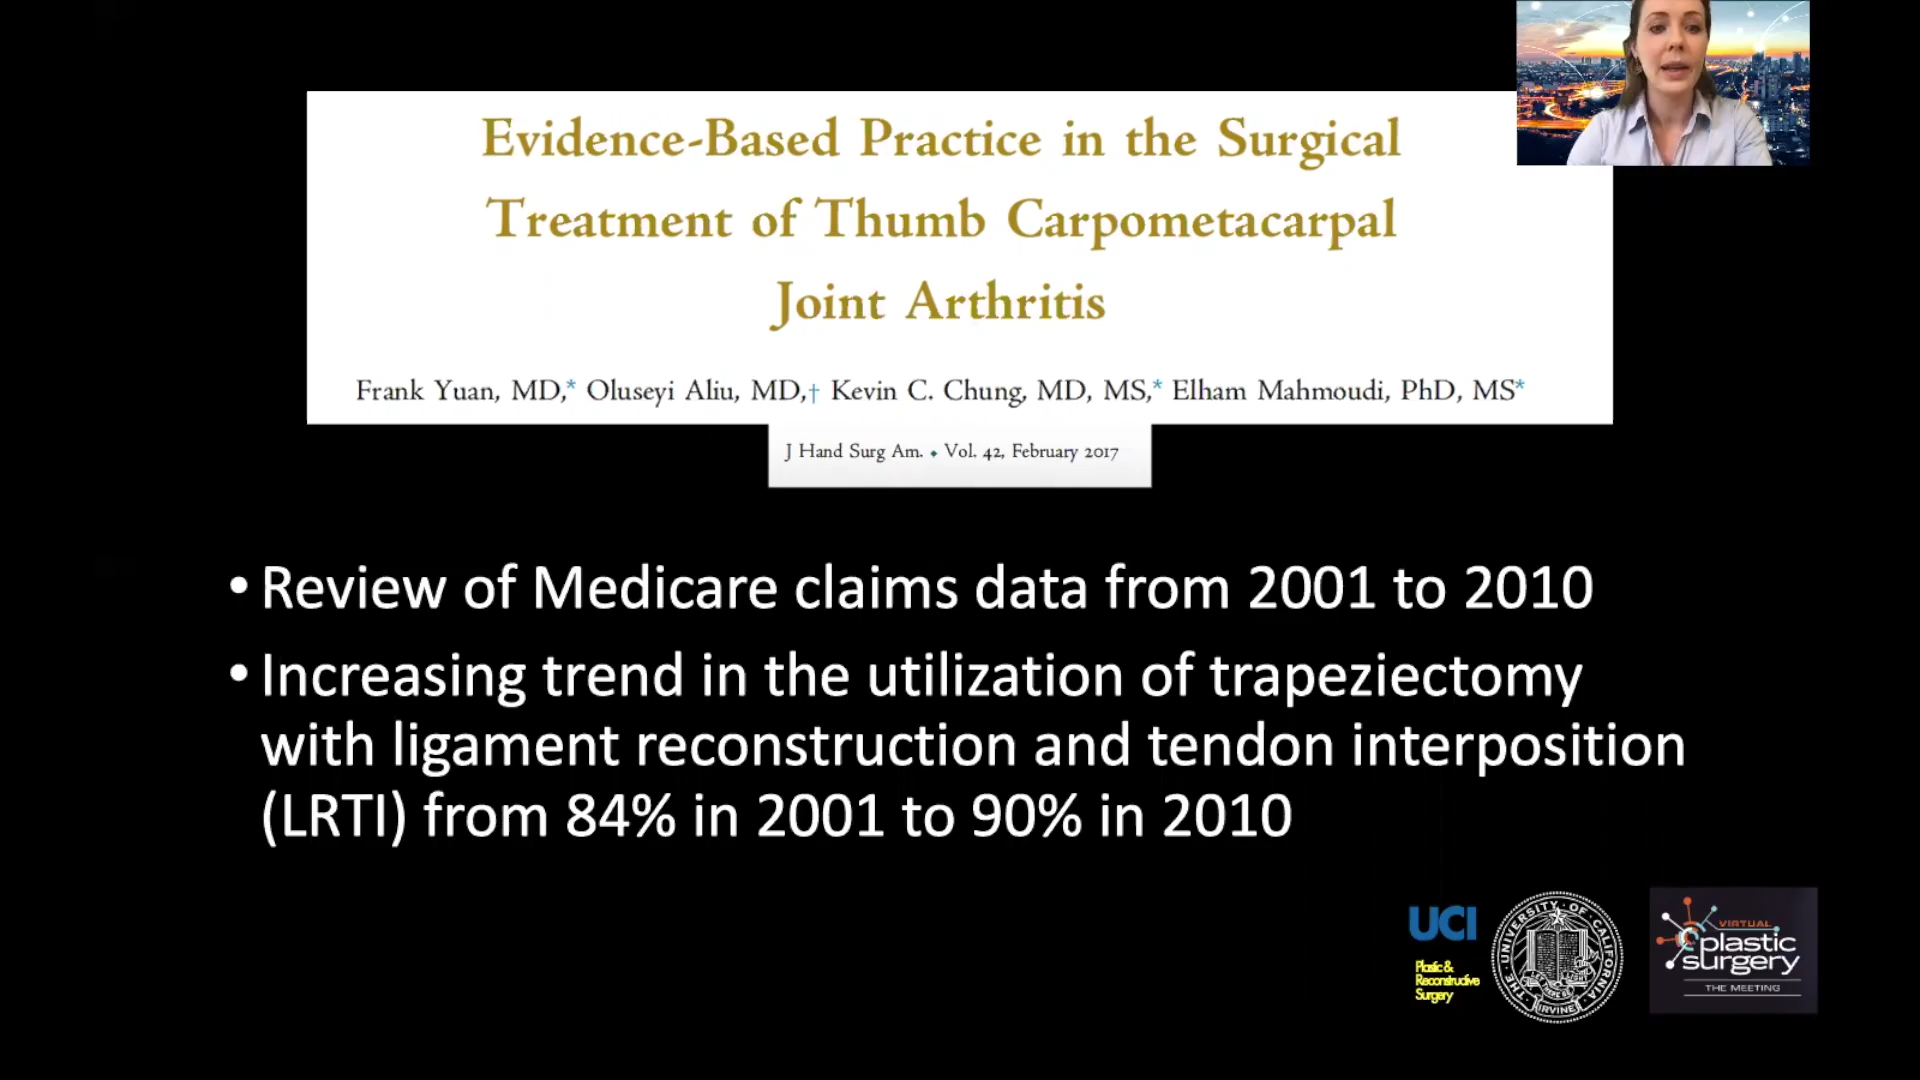 Evidence-Based Practice in the Surgical
Treatment of Thumb Carpometacarpal
Joint Arthritis
Frank Yuan, MD,* Oluseyi Aliu, MD,† Kevin C. Chung, MD, MS,* Elham Mahmoudi, PhD, MS*
J Hand Surg Am. ♦ Vol. 42, February 2017
• Review of Medicare claims data from 2001 to 2010
• Increasing trend in the utilization of trapeziectomy
with ligament reconstruction and tendon interposition
(LRTI) from 84% in 2001 to 90% in 2010
UCI
Plastic &
Reconstructive
Surgery
THE UNIVERSITY OF CALIFORNIA
IRVINE
VIRTUAL
plastic
surgery
THE MEETING